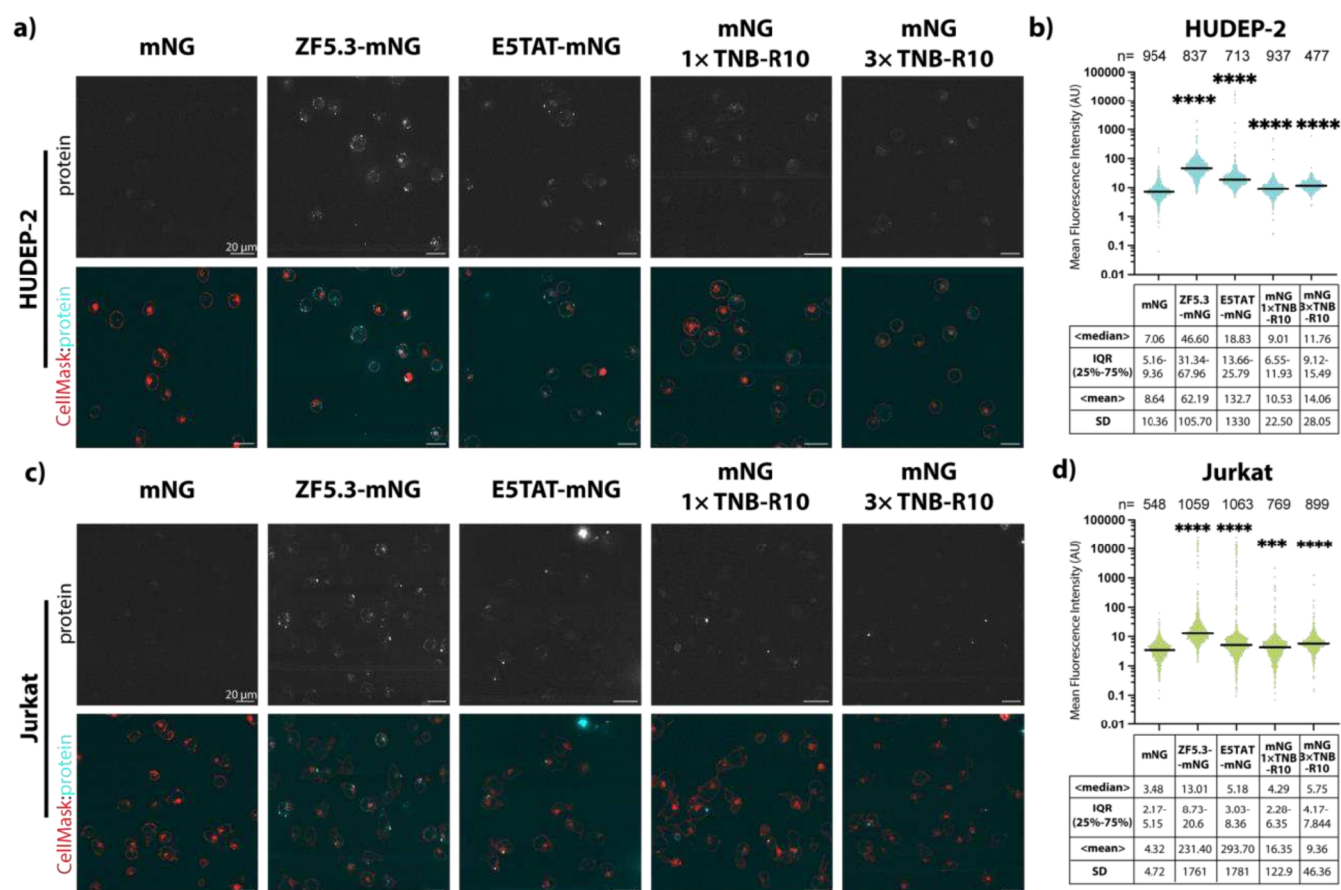 a)
mNG
ZF5.3-mNG
E5TAT-mNG
mNG
1× TNB-R10
mNG
3× TNB-R10
HUDEP-2
protein
20 µm
CellMask:protein
b)
HUDEP-2
n= 954 837 713 937 477
Mean Fluorescence Intensity (AU)
100000
10000
1000
100
10
1
0.1
0.01
**** **** **** ****
mNG
ZF5.3
-mNG
E5TAT
-mNG
mNG
1×TNB
-R10
mNG
3×TNB
-R10
<median> 7.06 46.60 18.83 9.01 11.76
IQR
(25%-75%)
5.16-
9.36
31.34-
67.96
13.66-
25.79
6.55-
11.93
9.12-
15.49
<mean> 8.64 62.19 132.7 10.53 14.06
SD 10.36 105.70 1330 22.50 28.05
c)
mNG
ZF5.3-mNG
E5TAT-mNG
mNG
1× TNB-R10
mNG
3× TNB-R10
Jurkat
protein
20 µm
CellMask:protein
d)
Jurkat
n= 548 1059 1063 769 899
Mean Fluorescence Intensity (AU)
100000
10000
1000
100
10
1
0.1
0.01
**** **** *** ****
mNG
ZF5.3-
-mNG
E5TAT
-mNG
mNG
1×TNB
-R10
mNG
3×TNB
-R10
<median> 3.48 13.01 5.18 4.29 5.75
IQR
(25%-75%)
2.17-
5.15
8.73-
20.6
3.03-
8.36
2.28-
6.35
4.17-
7.844
<mean> 4.32 231.40 293.70 16.35 9.36
SD 4.72 1761 1781 122.9 46.36